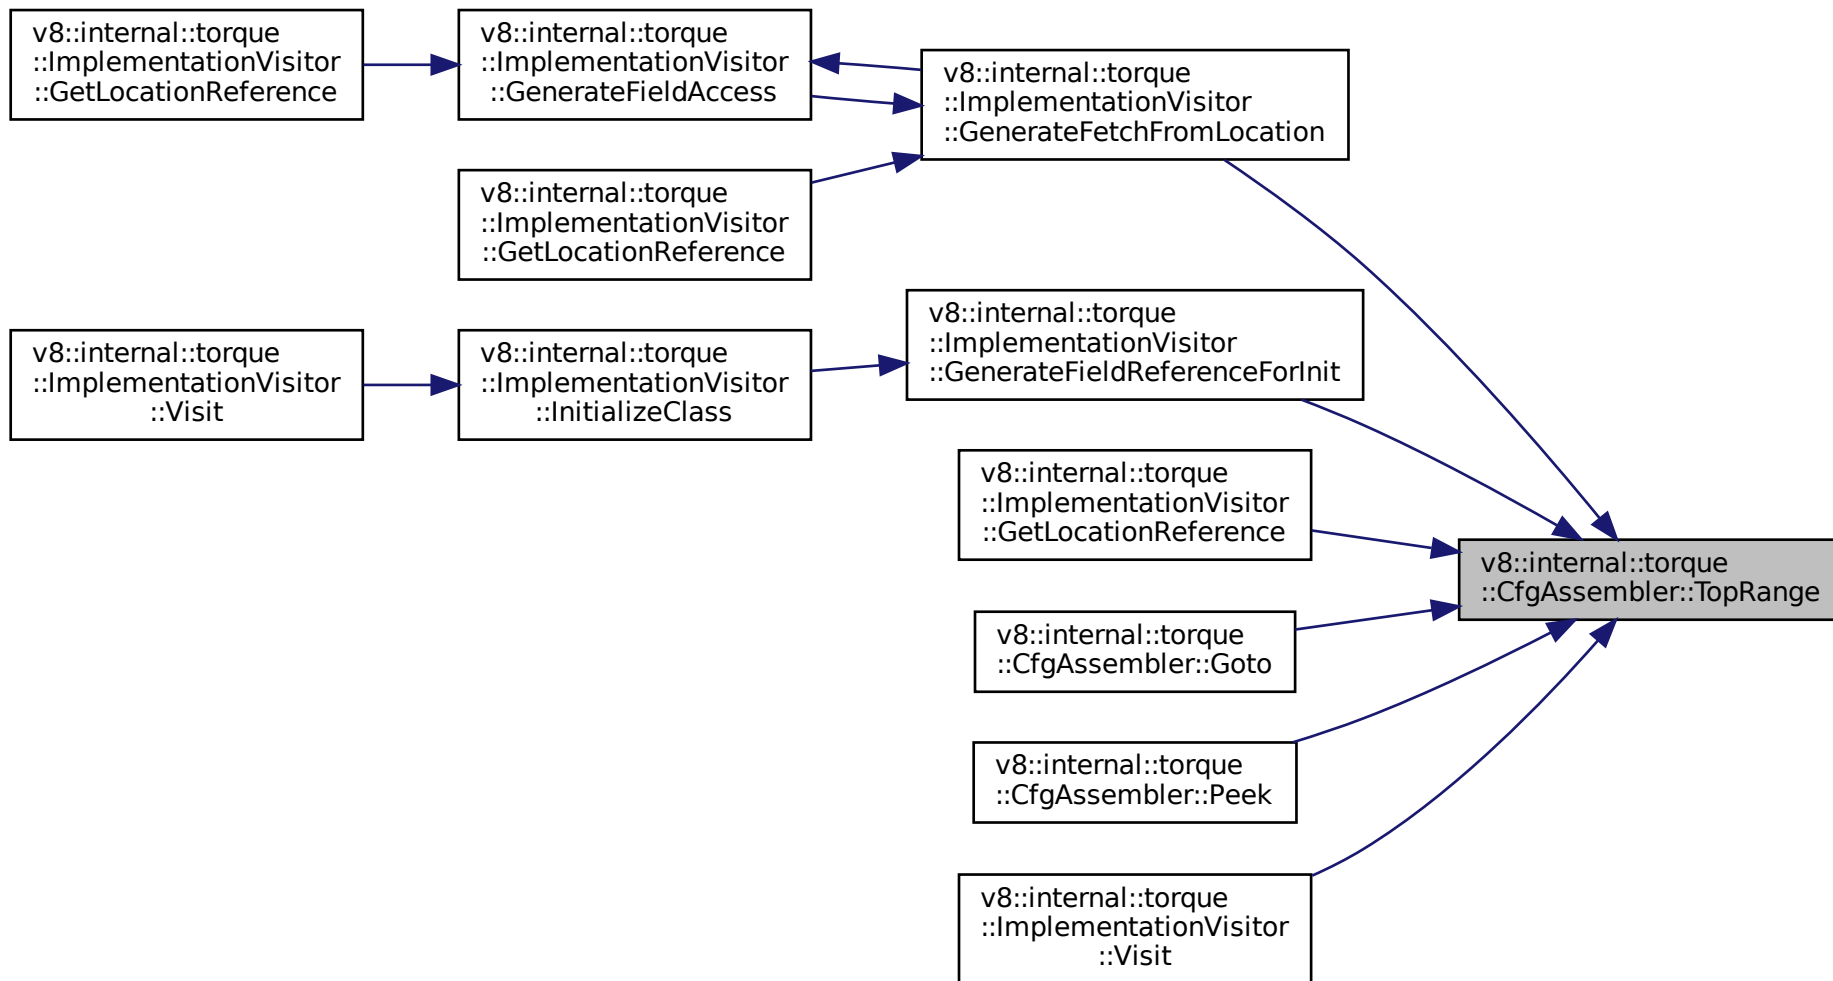 v8::internal::torque
::ImplementationVisitor
::GetLocationReference
v8::internal::torque
::ImplementationVisitor
::GenerateFieldAccess
v8::internal::torque
::ImplementationVisitor
::GenerateFetchFromLocation
v8::internal::torque
::ImplementationVisitor
::GetLocationReference
v8::internal::torque
::ImplementationVisitor
::GenerateFieldReferenceForInit
v8::internal::torque
::ImplementationVisitor
::Visit
v8::internal::torque
::ImplementationVisitor
::InitializeClass
v8::internal::torque
::ImplementationVisitor
::GetLocationReference
v8::internal::torque
::CfgAssembler::TopRange
v8::internal::torque
::CfgAssembler::Goto
v8::internal::torque
::CfgAssembler::Peek
v8::internal::torque
::ImplementationVisitor
::Visit